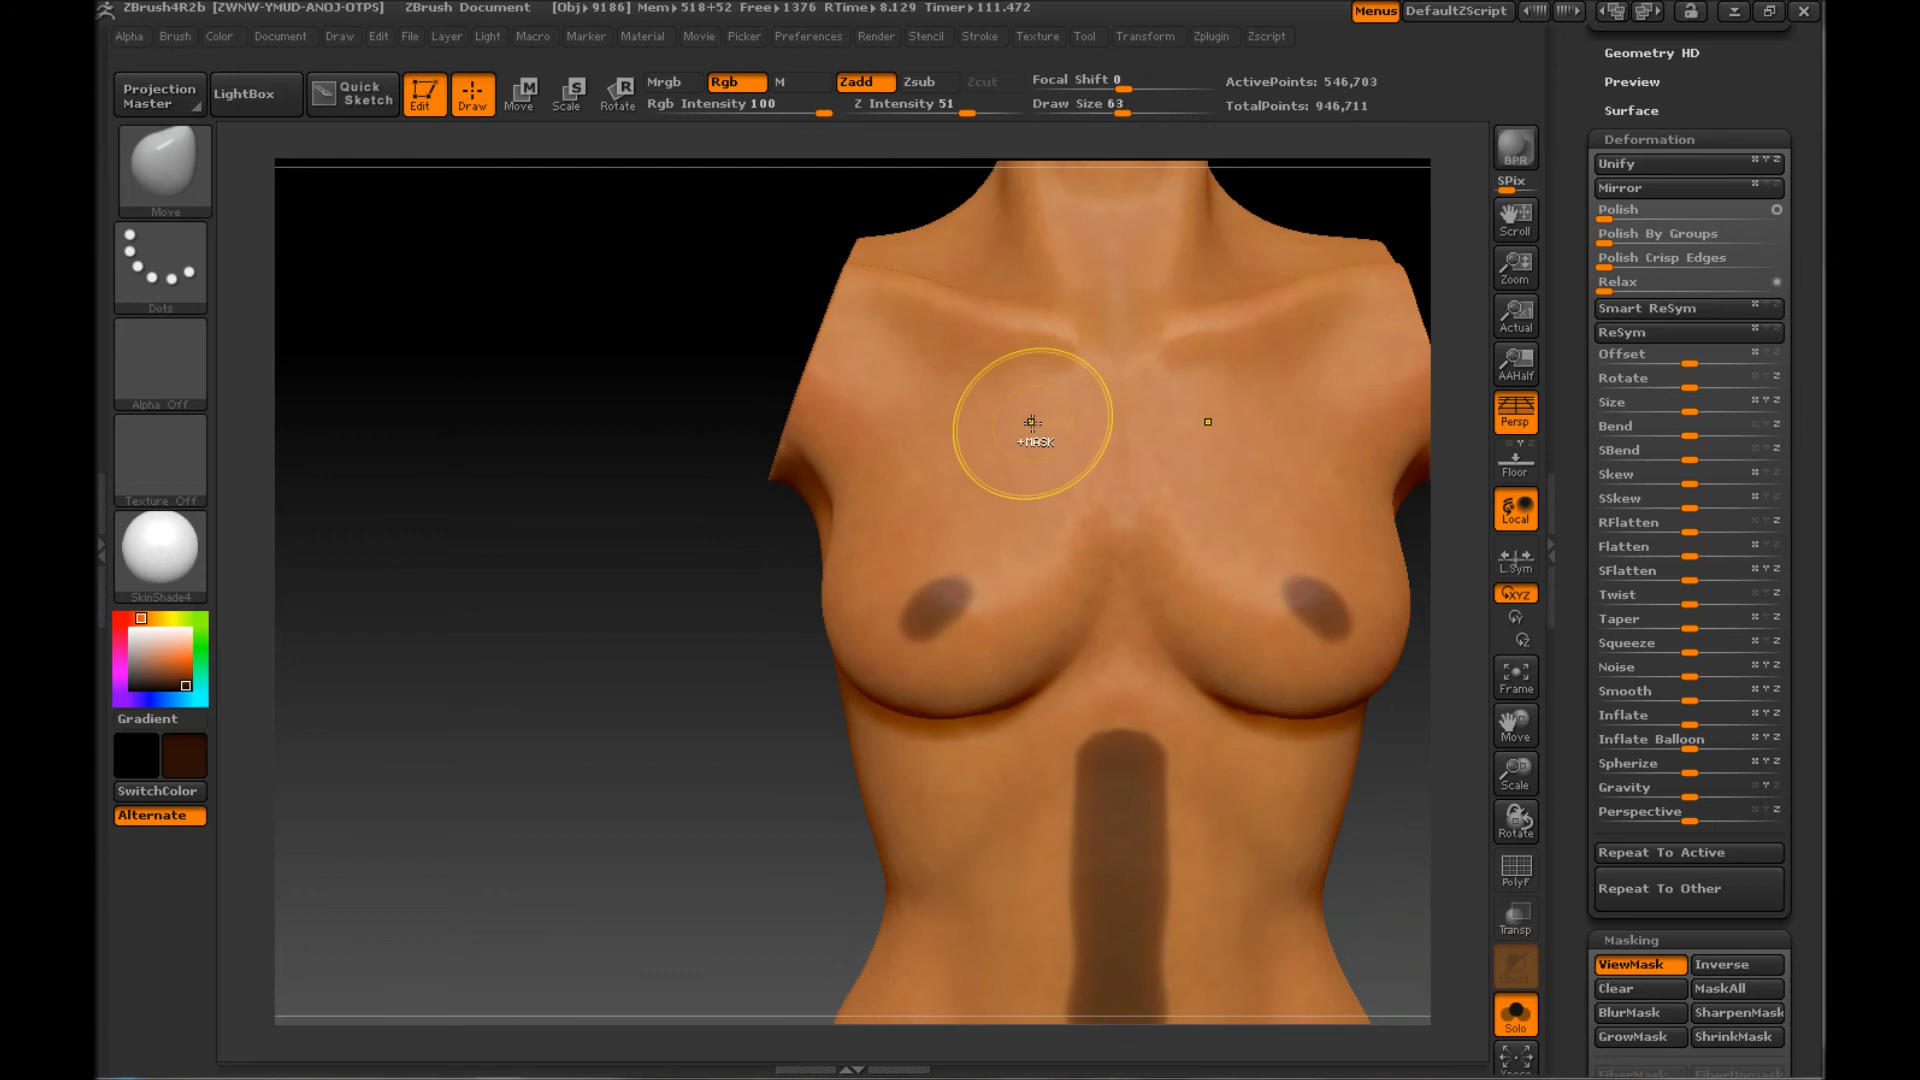 ZBrush4R2b [ZWNW-YMUD-ANOJ-OTPS] ZBrush Document [Obj▸9186] Mem▸518+52 Free▸1376 RTime▸8.129 Timer▸111.472 Menus DefaultZScript
Alpha Brush Color Document Draw Edit File Layer Light Macro Marker Material Movie Picker Preferences Render Stencil Stroke Texture Tool Transform Zplugin Zscript
Projection Master
LightBox
Quick Sketch
Edit
Draw
Move
Scale
Rotate
Mrgb Rgb M Zadd Zsub Zcut
Rgb Intensity 100 Z Intensity 51
Focal Shift 0
Draw Size 63
ActivePoints: 546,703
TotalPoints: 946,711
Move
Dots
Alpha Off
Texture Off
SkinShade4
Gradient
SwitchColor
Alternate
+MASK
BPR
SPix
Scroll
Zoom
Actual
AAHalf
Persp
Floor
Local
L.Sym
XYZ
Frame
Move
Scale
Rotate
PolyF
Transp
Solo
Geometry HD
Preview
Surface
Deformation
Unify
Mirror
Polish
Polish By Groups
Polish Crisp Edges
Relax
Smart ReSym
ReSym
Offset
Rotate
Size
Bend
SBend
Skew
SSkew
RFlatten
Flatten
SFlatten
Twist
Taper
Squeeze
Noise
Smooth
Inflate
Inflate Balloon
Spherize
Gravity
Perspective
Repeat To Active
Repeat To Other
Masking
ViewMask Inverse
Clear MaskAll
BlurMask SharpenMask
GrowMask ShrinkMask